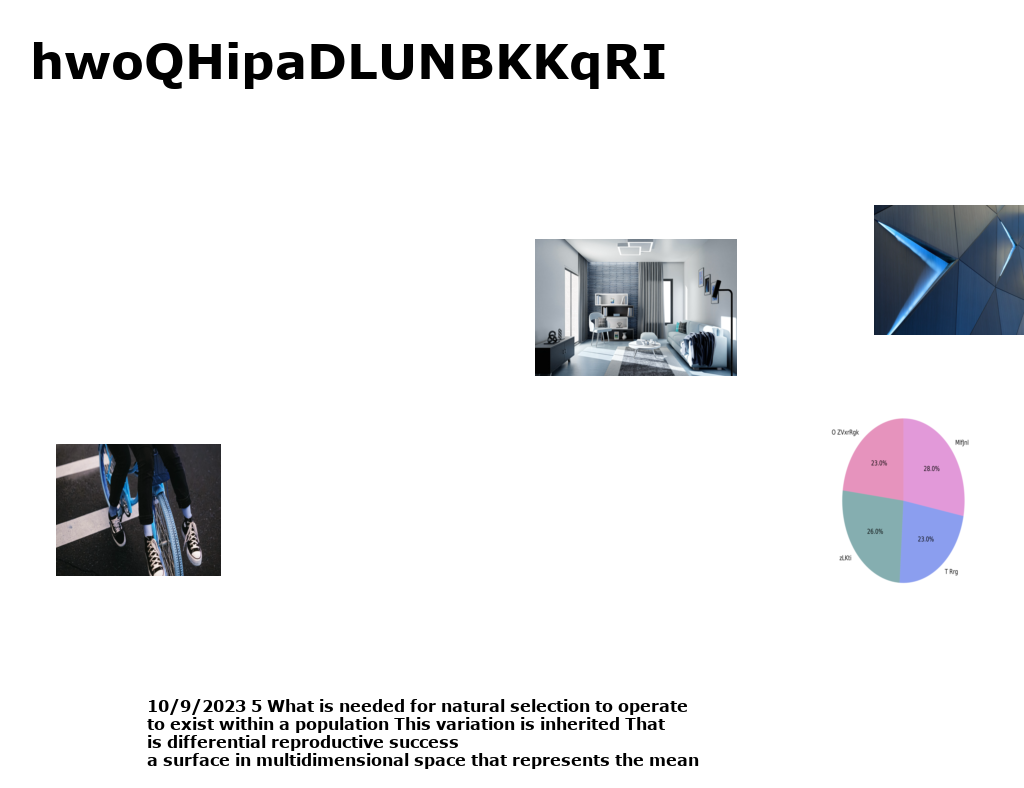 hwoQHipaDLUNBKKqRI
O ZVxrRgk
23.0%
28.0%
26.0%
23.0%
zLKti
T Rrg
10/9/2023 5 What is needed for natural selection to operate
to exist within a population This variation is inherited That
is differential reproductive success
a surface in multidimensional space that represents the mean